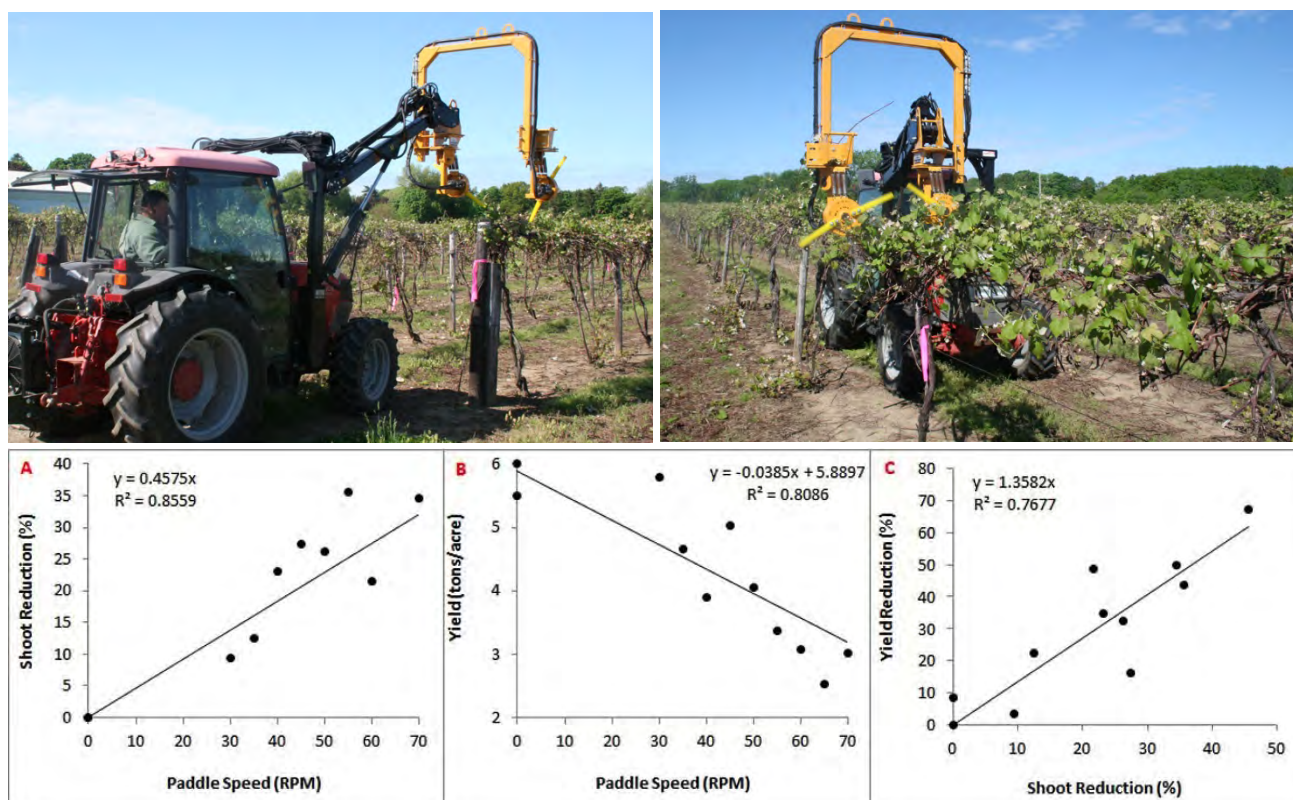 A
y = 0.4575x
R² = 0.8559
Shoot Reduction (%)
40
35
30
25
20
15
10
5
0
0 10 20 30 40 50 60 70
Paddle Speed (RPM)
B
y = -0.0385x + 5.8897
R² = 0.8086
Yield (tons/acre)
6
5
4
3
2
0 10 20 30 40 50 60 70
Paddle Speed (RPM)
C
y = 1.3582x
R² = 0.7677
Yield Reduction (%)
80
70
60
50
40
30
20
10
0
0 10 20 30 40 50
Shoot Reduction (%)